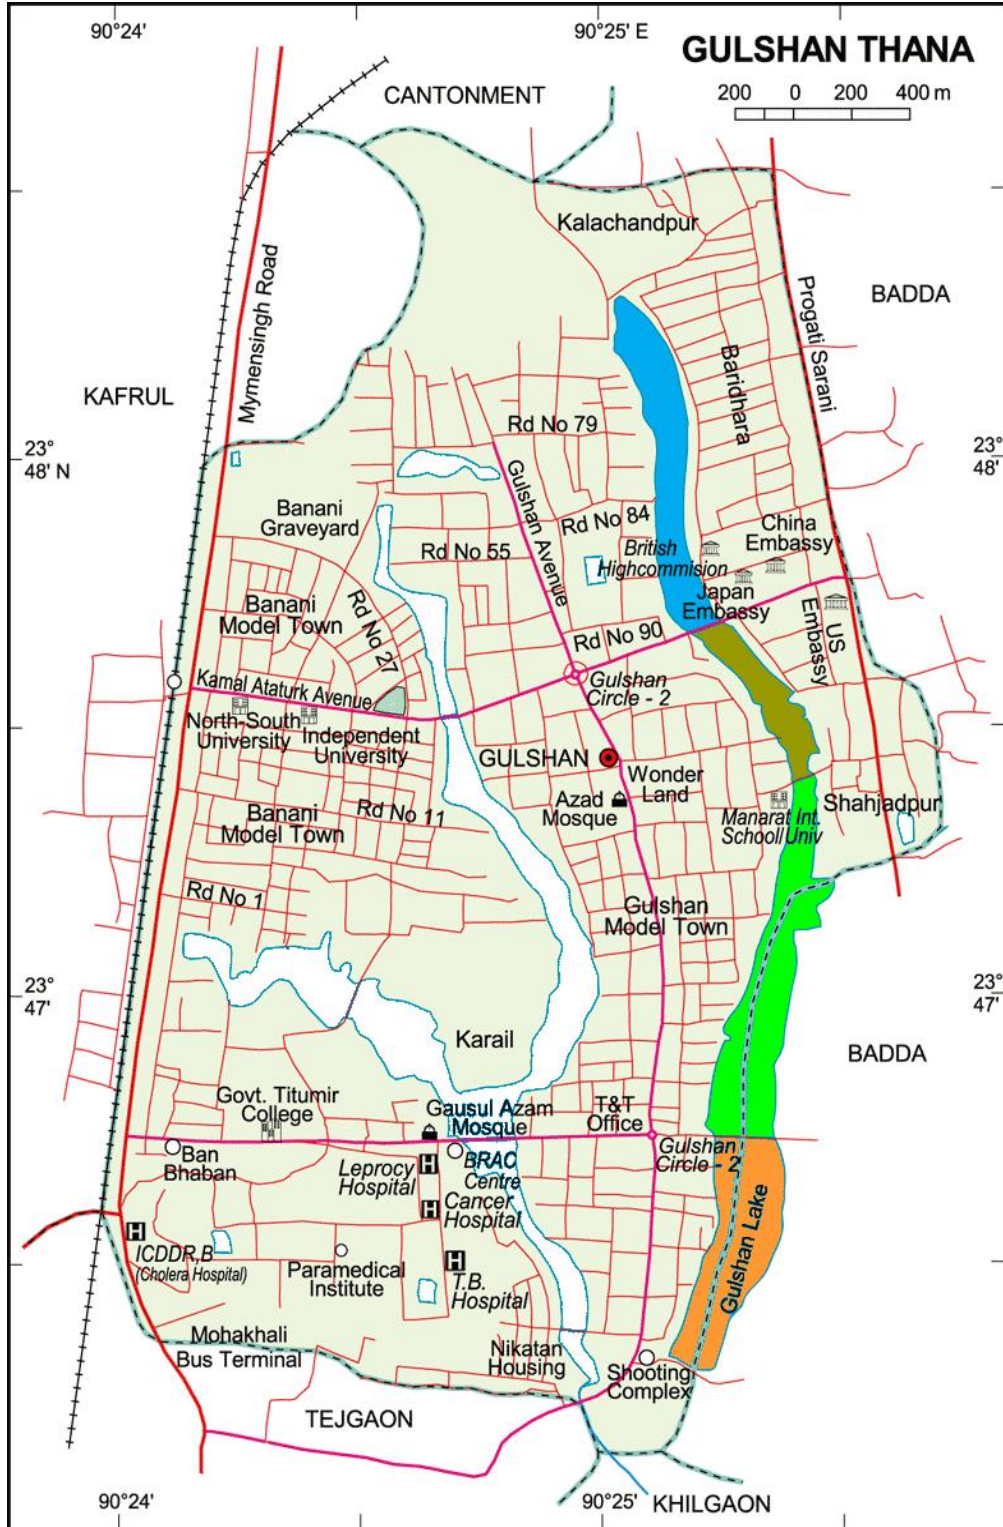 90°24'
90°25' E
GULSHAN THANA
200 0 200 400 m
CANTONMENT
Kalachandpur
Mymensingh Road
Progati Sarani
BADDA
KAFRUL
Baridhara
Rd No 79
23°
48' N
23°
48'
Gulshan Avenue
Banani
Graveyard
Rd No 84
China
Embassy
Rd No 55
British
Highcommision
Japan
Embassy
Banani
Model Town
Rd No 27
Rd No 90
US
Embassy
Kamal Ataturk Avenue
Gulshan
Circle - 2
North-South
University
Independent
University
GULSHAN
Wonder
Land
Azad
Mosque
Manarat Int.
Schooll Univ
Shahjadpur
Banani
Model Town
Rd No 11
Rd No 1
Gulshan
Model Town
23°
47'
23°
47'
Karail
BADDA
Govt. Titumir
College
Gausul Azam
Mosque
T&T
Office
Gulshan
Circle - 2
Ban
Bhaban
Leprocy
Hospital
BRAC
Centre
Cancer
Hospital
Gulshan Lake
ICDDR,B
(Cholera Hospital)
Paramedical
Institute
T.B.
Hospital
Mohakhali
Bus Terminal
Nikatan
Housing
Shooting
Complex
TEJGAON
90°24'
90°25'
KHILGAON